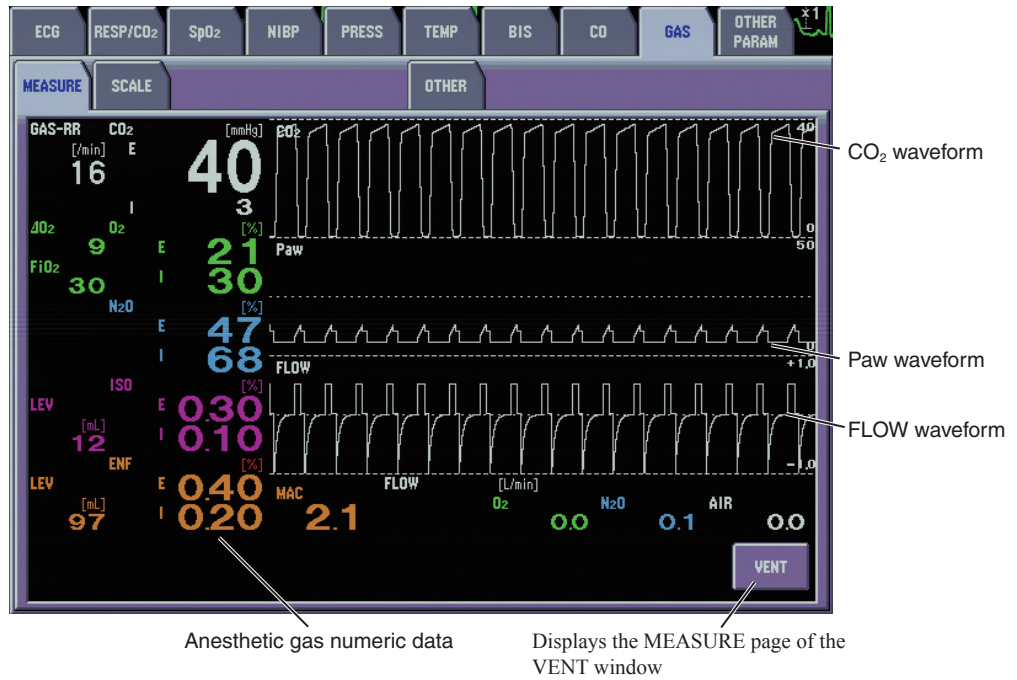 ECG RESP/CO₂ SpO₂ NIBP PRESS TEMP BIS CO GAS OTHER PARAM x1
MEASURE SCALE OTHER
GAS-RR CO₂ [mmHg] CO₂ 40
[/min] E 40
16
CO₂ waveform
I 3
ΔO₂ O₂ [%] 0
9 E 21 Paw 50
FiO₂
30 I 30
N₂O [%]
E 47
0
I 68 FLOW +1.0
Paw waveform
ISO [%]
LEV E 0.30
[mL]
12 I 0.10
FLOW waveform
ENF [%] -1.0
LEV E 0.40 MAC FLOW [L/min]
[mL] O₂ N₂O AIR
97 I 0.20 2.1 0.0 0.1 0.0
VENT
Anesthetic gas numeric data
Displays the MEASURE page of the
VENT window